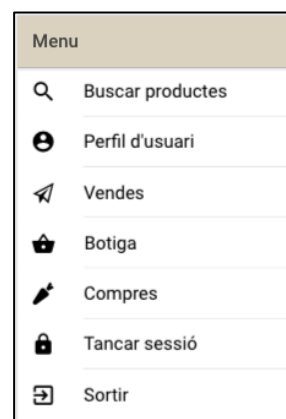 Menu
Buscar productes
Perfil d'usuari
Vendes
Botiga
Compres
Tancar sessió
Sortir